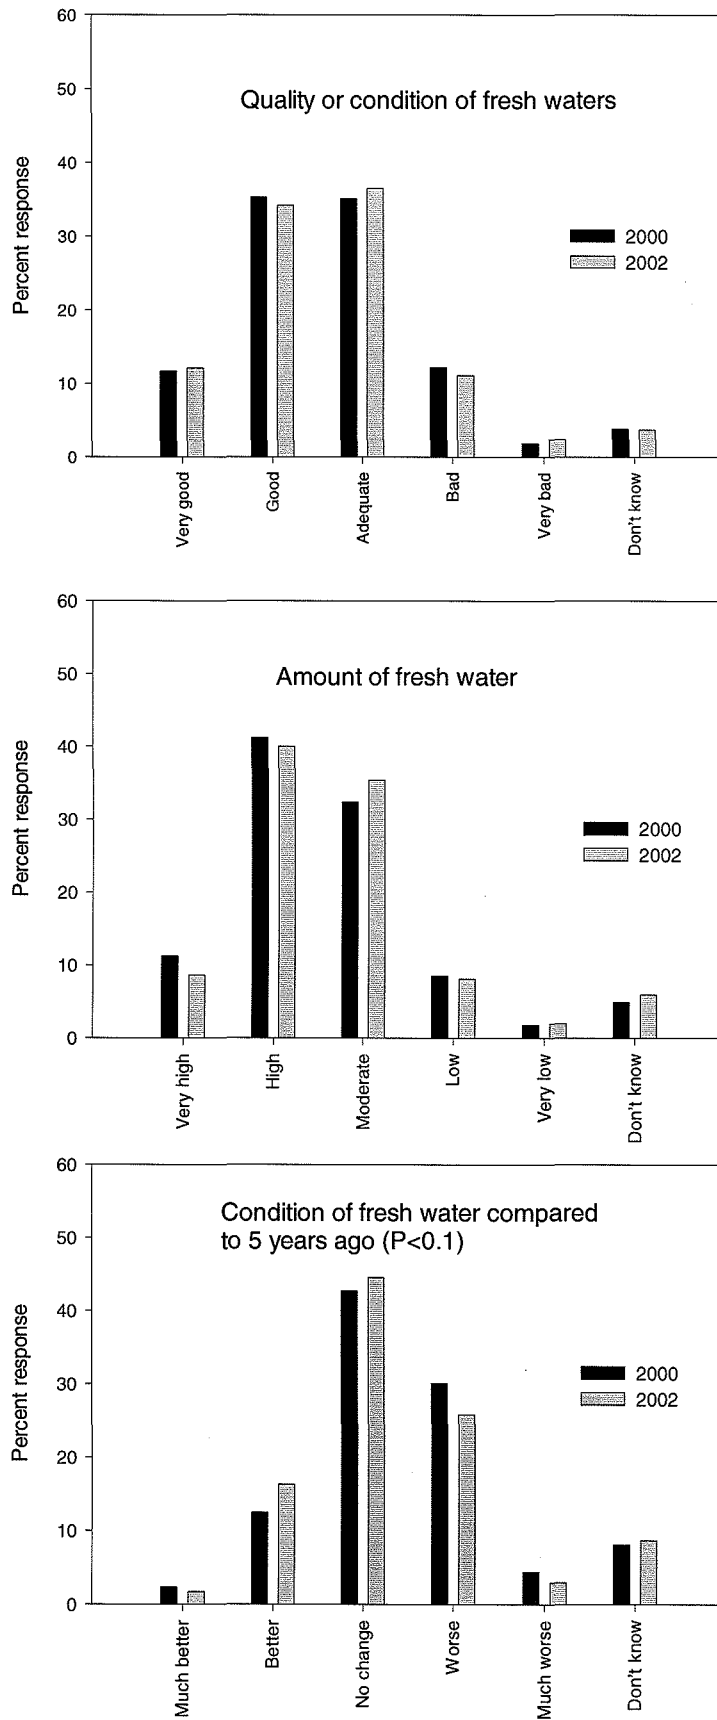 60
Quality or condition of fresh waters
50
40
30
20
10
0
Percent response
2000
2002
Very good
Good
Adequate
Bad
Very bad
Don't know
60
Amount of fresh water
50
40
30
20
10
0
Percent response
2000
2002
Very high
High
Moderate
Low
Very low
Don't know
60
Condition of fresh water compared
to 5 years ago (P<0.1)
50
40
30
20
10
0
Percent response
2000
2002
Much better
Better
No change
Worse
Much worse
Don't know